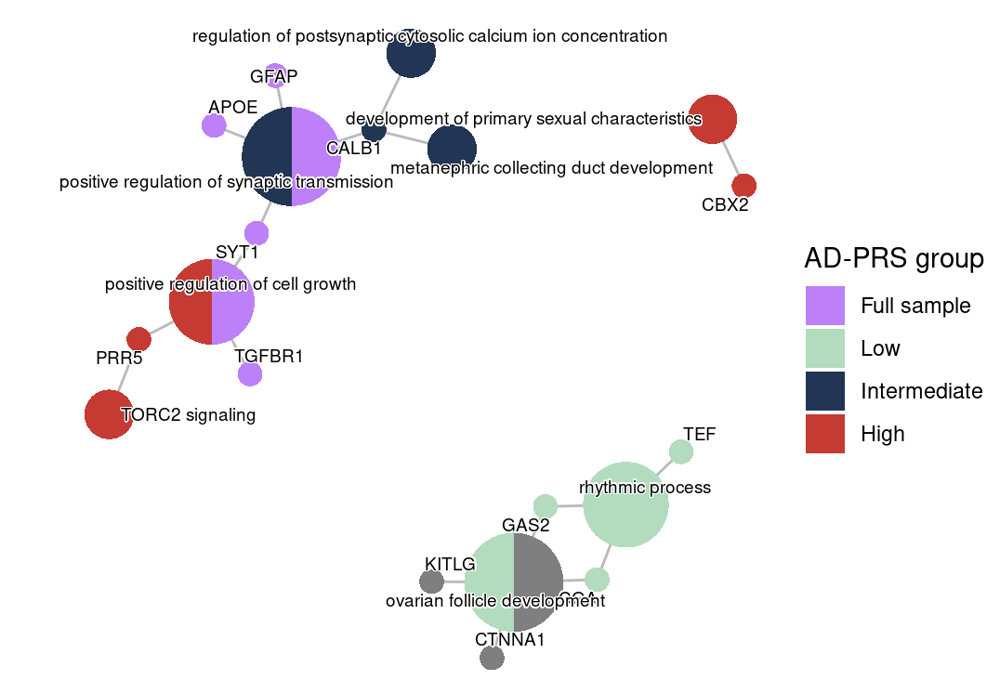 regulation of postsynaptic cytosolic calcium ion concentration
GFAP
APOE
development of primary sexual characteristics
CALB1
metanephric collecting duct development
positive regulation of synaptic transmission
CBX2
SYT1
AD-PRS group
positive regulation of cell growth
Full sample
Low
PRR5
TGFBR1
Intermediate
TORC2 signaling
High
TEF
rhythmic process
GAS2
KITLG
ovarian follicle development
CTNNA1